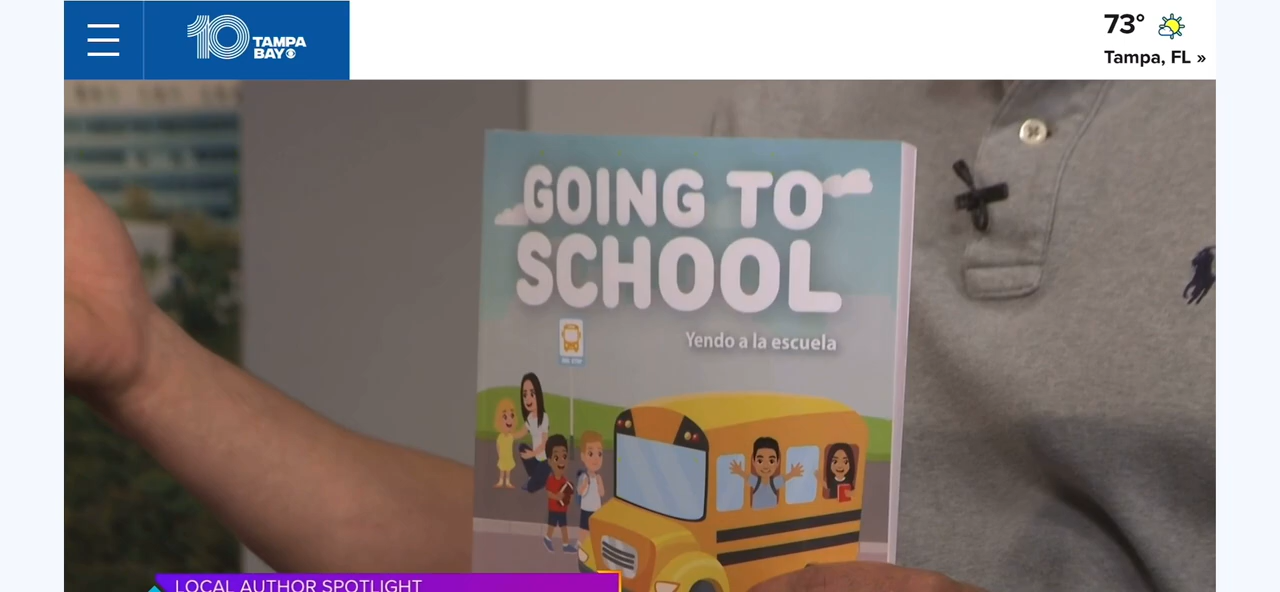 10 TAMPA BAY
73°
Tampa, FL »
GOING TO
SCHOOL
Yendo a la escuela
LOCAL AUTHOR SPOTLIGHT